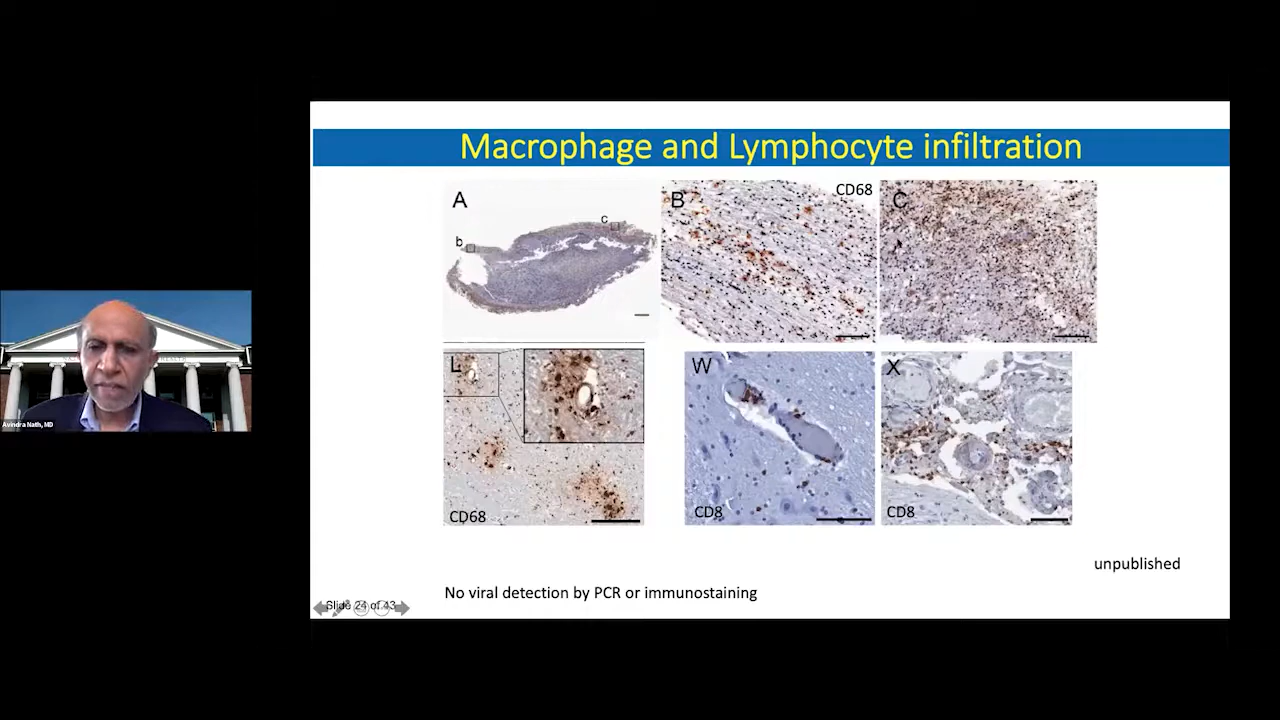 Macrophage and Lymphocyte infiltration
A
b
c
B
CD68
C
L
CD68
W
CD8
X
CD8
unpublished
No viral detection by PCR or immunostaining
Slide 24 of 43
Avindra Nath, MD